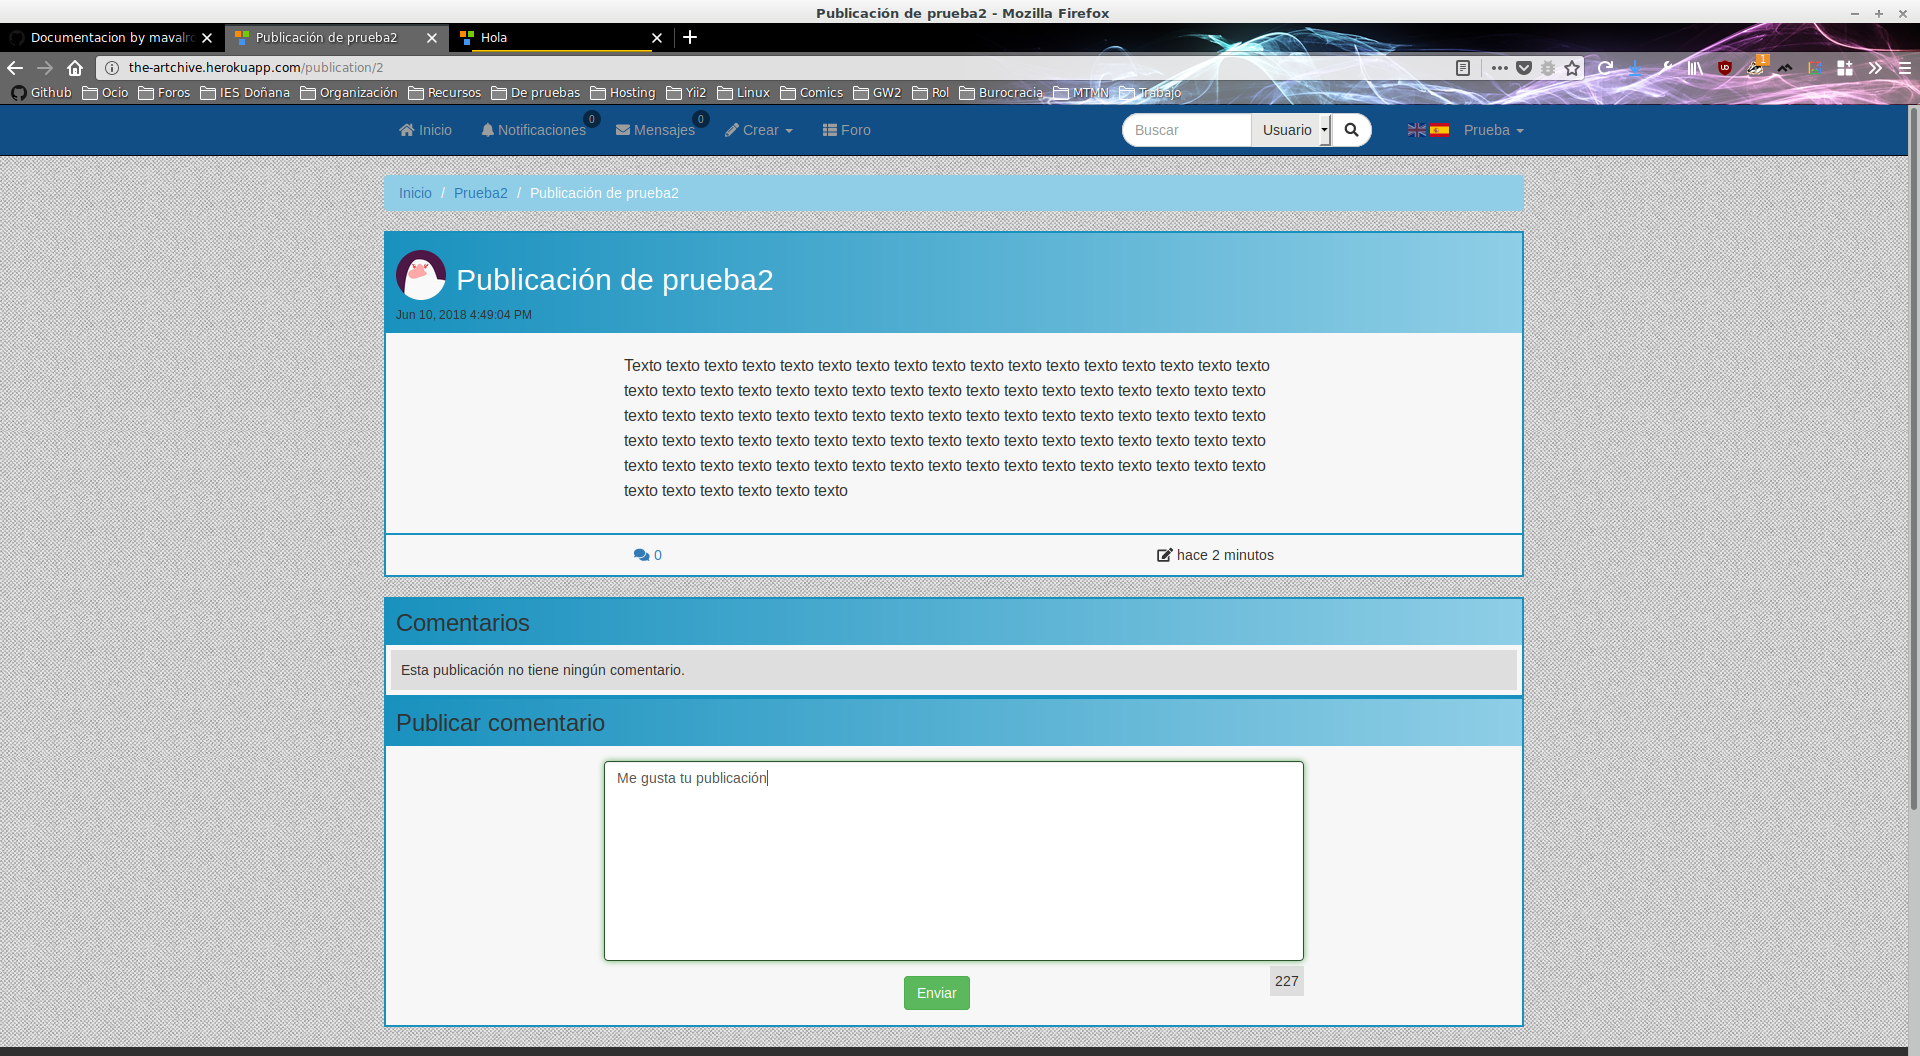 Publicación de prueba2 - Mozilla Firefox
Documentacion by mavalro
Publicación de prueba2
Hola
the-artchive.herokuapp.com/publication/2
1
Github Ocio Foros IES Doñana Organización Recursos De pruebas Hosting Yii2 Linux Comics GW2 Rol Burocracia MTMN Trabajo
Inicio Notificaciones 0 Mensajes 0 Crear Foro Buscar Usuario Prueba
Inicio / Prueba2 / Publicación de prueba2
Publicación de prueba2
Jun 10, 2018 4:49:04 PM
Texto texto texto texto texto texto texto texto texto texto texto texto texto texto texto texto texto
texto texto texto texto texto texto texto texto texto texto texto texto texto texto texto texto texto
texto texto texto texto texto texto texto texto texto texto texto texto texto texto texto texto texto
texto texto texto texto texto texto texto texto texto texto texto texto texto texto texto texto texto
texto texto texto texto texto texto texto texto texto texto texto texto texto texto texto texto texto
texto texto texto texto texto texto
0
hace 2 minutos
Comentarios
Esta publicación no tiene ningún comentario.
Publicar comentario
Me gusta tu publicación
227
Enviar